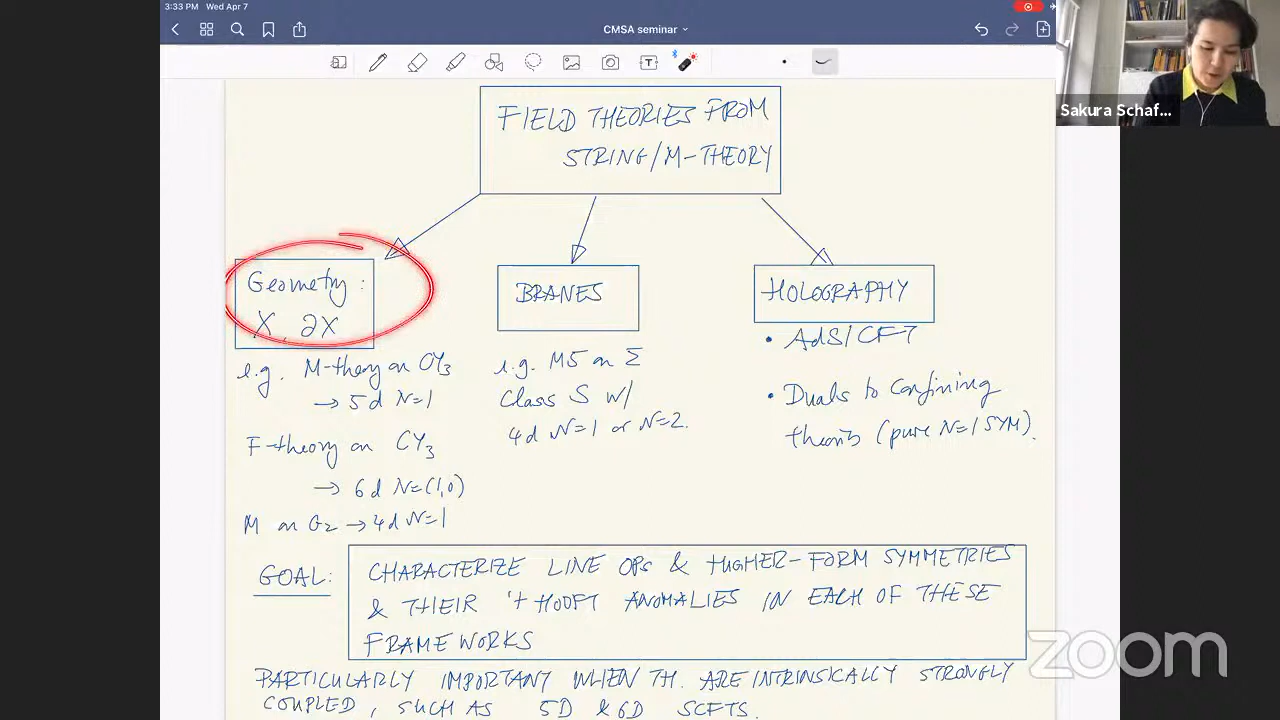 3:33 PM Wed Apr 7
CMSA seminar
Sakura Schaf...
FIELD THEORIES FROM
STRING/M-THEORY
Geometry:
X, ∂X
e.g. M-theory on CY3
→ 5d N=1
F-theory on CY3
→ 6d N=(1,0)
M on G2 → 4d N=1
BRANES
e.g. M5 on Σ
Class S w/
4d N=1 or N=2.
HOLOGRAPHY
• AdS/CFT
• Duals to Confining
theories (pure N=1 SYM).
GOAL:
CHARACTERIZE LINE OPS & HIGHER-FORM SYMMETRIES
& THEIR 't HOOFT ANOMALIES IN EACH OF THESE
FRAMEWORKS
PARTICULARLY IMPORTANT WHEN TH. ARE INTRINSICALLY STRONGLY
COUPLED, SUCH AS 5D & 6D SCFTS.
zoom